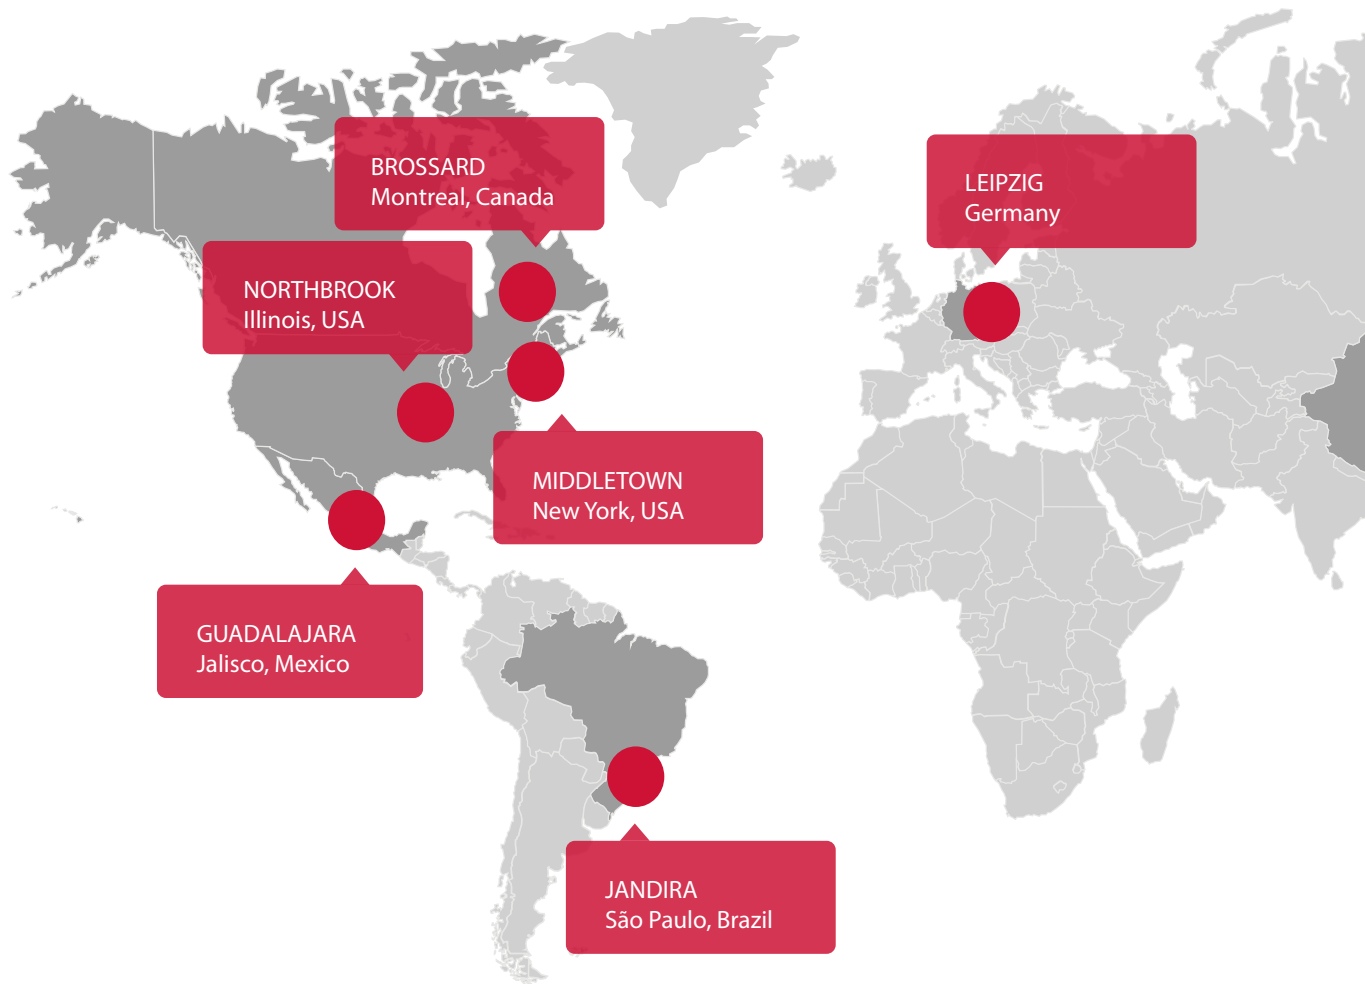 BROSSARD
Montreal, Canada
LEIPZIG
Germany
NORTHBROOK
Illinois, USA
MIDDLETOWN
New York, USA
GUADALAJARA
Jalisco, Mexico
JANDIRA
São Paulo, Brazil